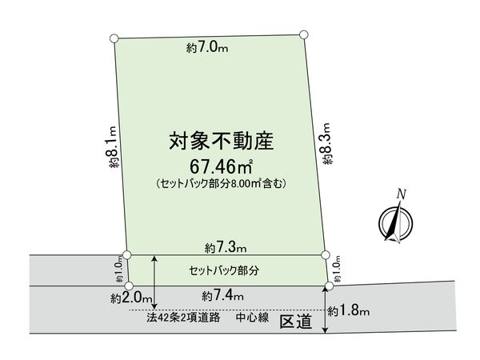 約7.0m
約8.1m
約8.3m
対象不動産
67.46㎡
(セットバック部分8.00㎡含む)
N
約7.3m
約1.0m
セットバック部分
約1.0m
約2.0m
約7.4m
約1.8m
法42条2項道路 中心線 区道